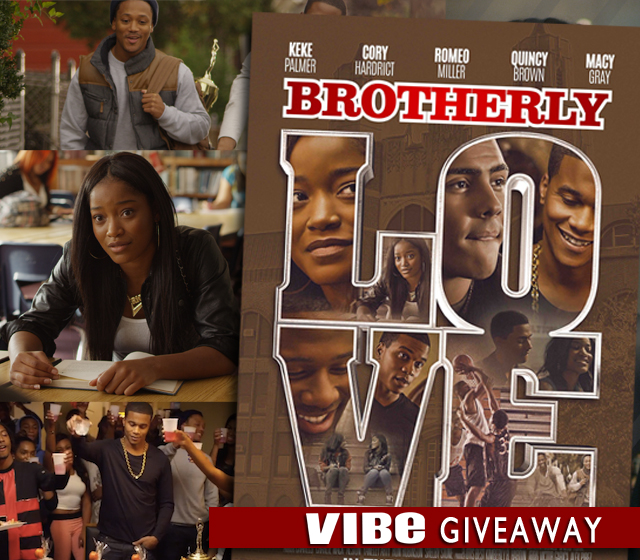 KEKE PALMER
CORY HARDRICT
ROMEO MILLER
QUINCY BROWN
MACY GRAY
BROTHERLY
LOVE
VIBE GIVEAWAY